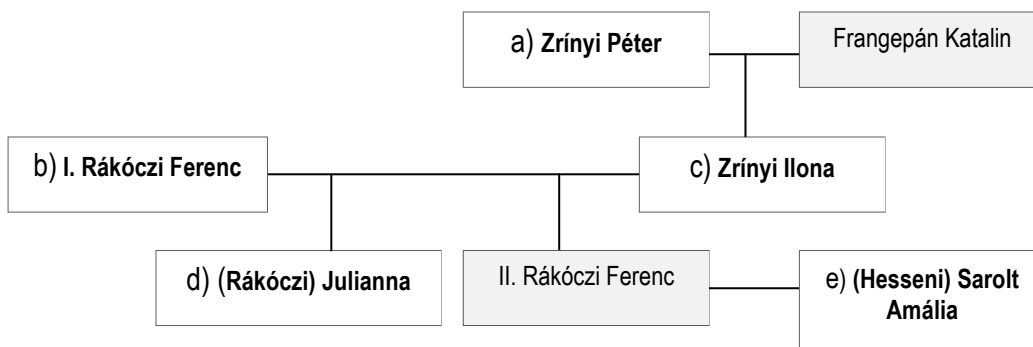 a) Zrínyi Péter
Frangepán Katalin
b) I. Rákóczi Ferenc
c) Zrínyi Ilona
d) (Rákóczi) Julianna
II. Rákóczi Ferenc
e) (Hesseni) Sarolt
Amália